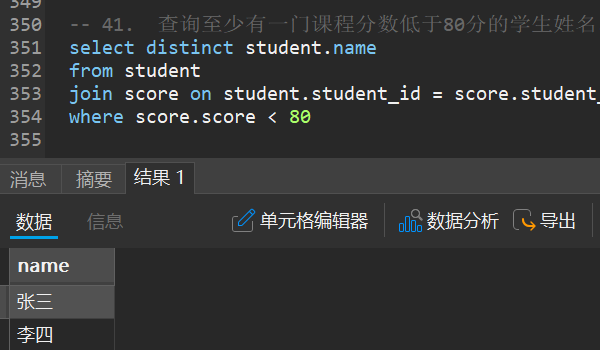 349
350 -- 41. 查询至少有一门课程分数低于80分的学生姓名
351 select distinct student.name
352 from student
353 join score on student.student_id = score.student_
354 where score.score < 80
355
消息 摘要 结果 1
数据 信息 单元格编辑器 数据分析 导出
name
张三
李四